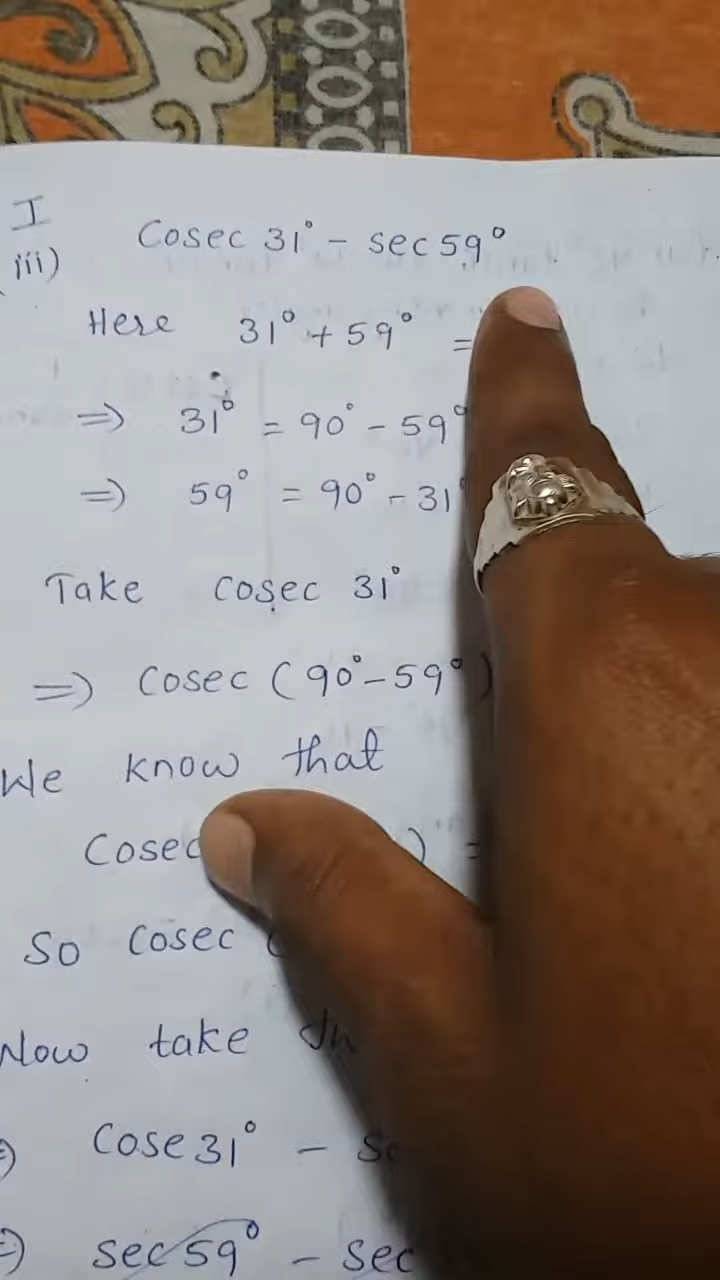 I
iii) Cosec 31° - sec 59°
Here 31° + 59° =
=> 31° = 90° - 59°
=> 59° = 90° - 31
Take cosec 31°
=> cosec (90° - 59°)
We know that
Cosec ) =
So cosec (
Now take
=> Cose 31° -
=> sec 59° - sec